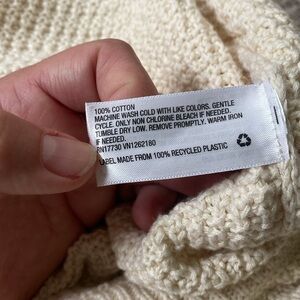 100% COTTON
MACHINE WASH COLD WITH LIKE COLORS. GENTLE
CYCLE. ONLY NON CHLORINE BLEACH IF NEEDED.
TUMBLE DRY LOW. REMOVE PROMPTLY. WARM IRON
IF NEEDED.
RN17730 VN1262180
LABEL MADE FROM 100% RECYCLED PLASTIC